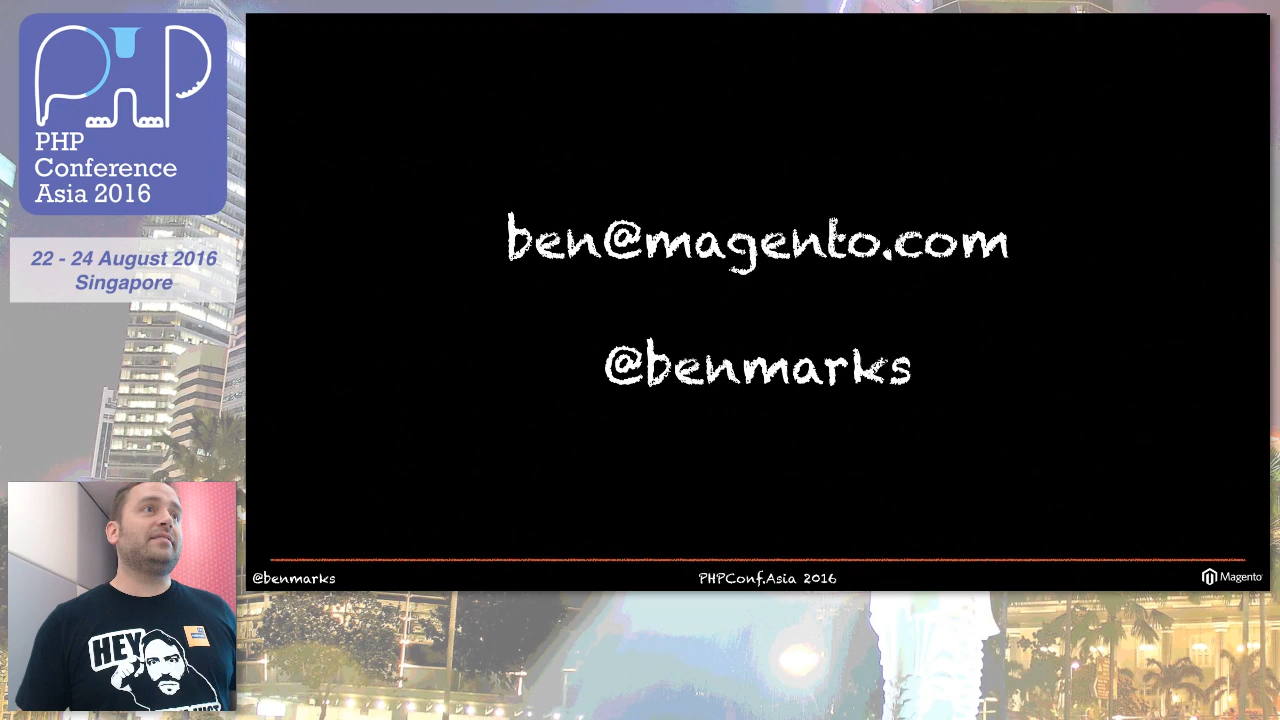 PHP
PHP
Conference
Asia 2016
22 - 24 August 2016
Singapore
ben@magento.com
@benmarks
@benmarks
PHPConf.Asia 2016
Magento
HEY